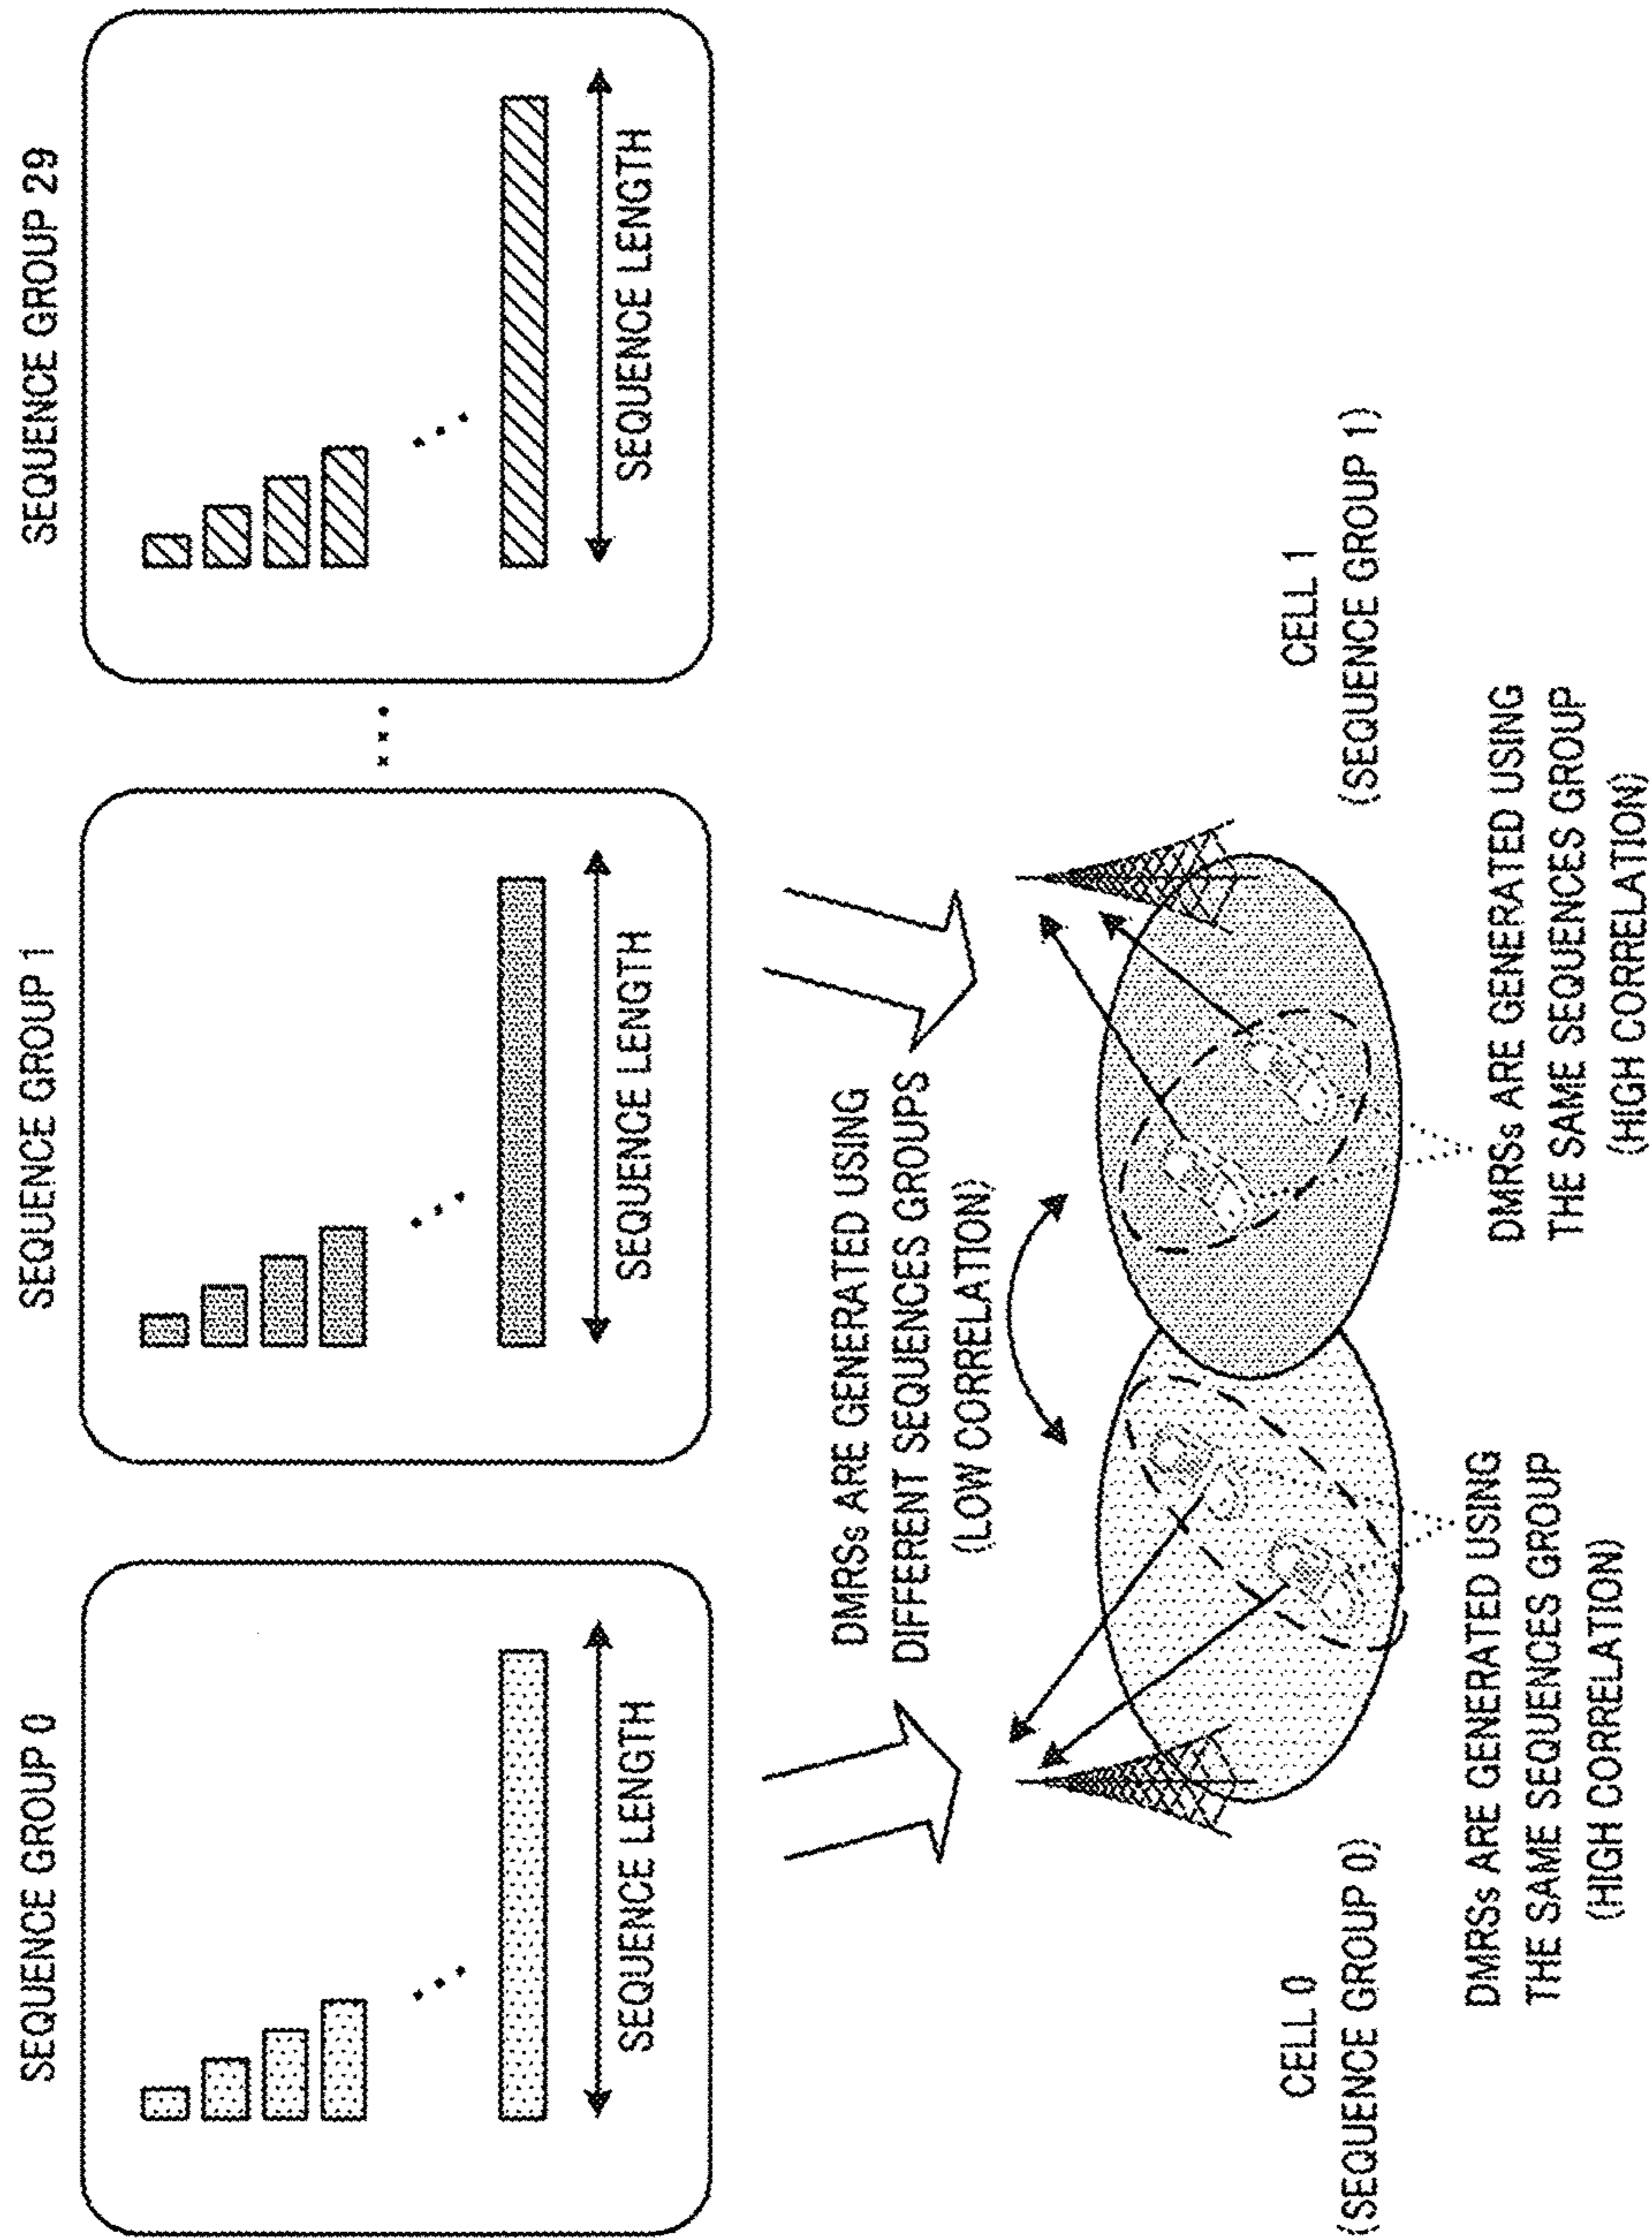 SEQUENCE GROUP 0
SEQUENCE LENGTH
SEQUENCE GROUP 1
SEQUENCE LENGTH
SEQUENCE GROUP 29
SEQUENCE LENGTH
DMRSs ARE GENERATED USING
DIFFERENT SEQUENCES GROUPS
(LOW CORRELATION)
CELL 0
(SEQUENCE GROUP 0)
CELL 1
(SEQUENCE GROUP 1)
DMRSs ARE GENERATED USING
THE SAME SEQUENCES GROUP
(HIGH CORRELATION)
DMRSs ARE GENERATED USING
THE SAME SEQUENCES GROUP
(HIGH CORRELATION)